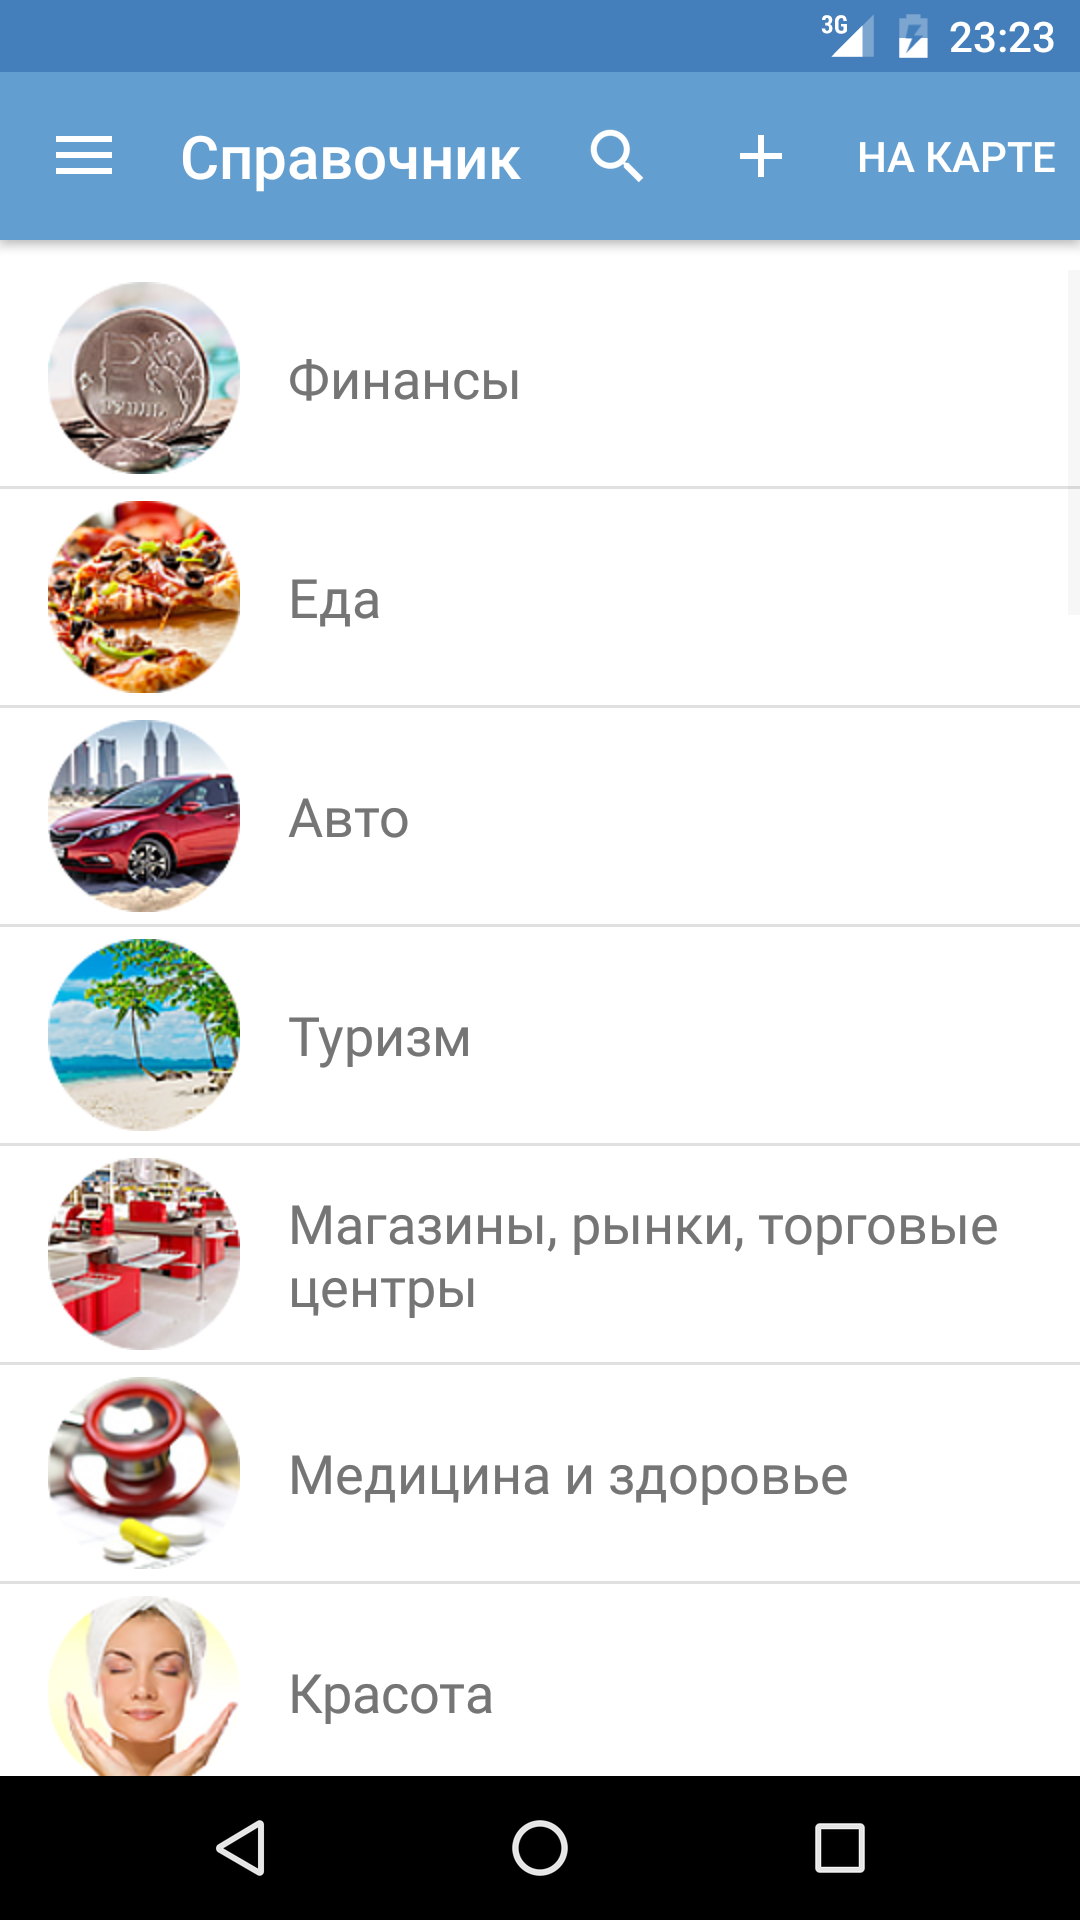 3G 23:23
Справочник НА КАРТЕ
Финансы
Еда
Авто
Туризм
Магазины, рынки, торговые
центры
Медицина и здоровье
Красота